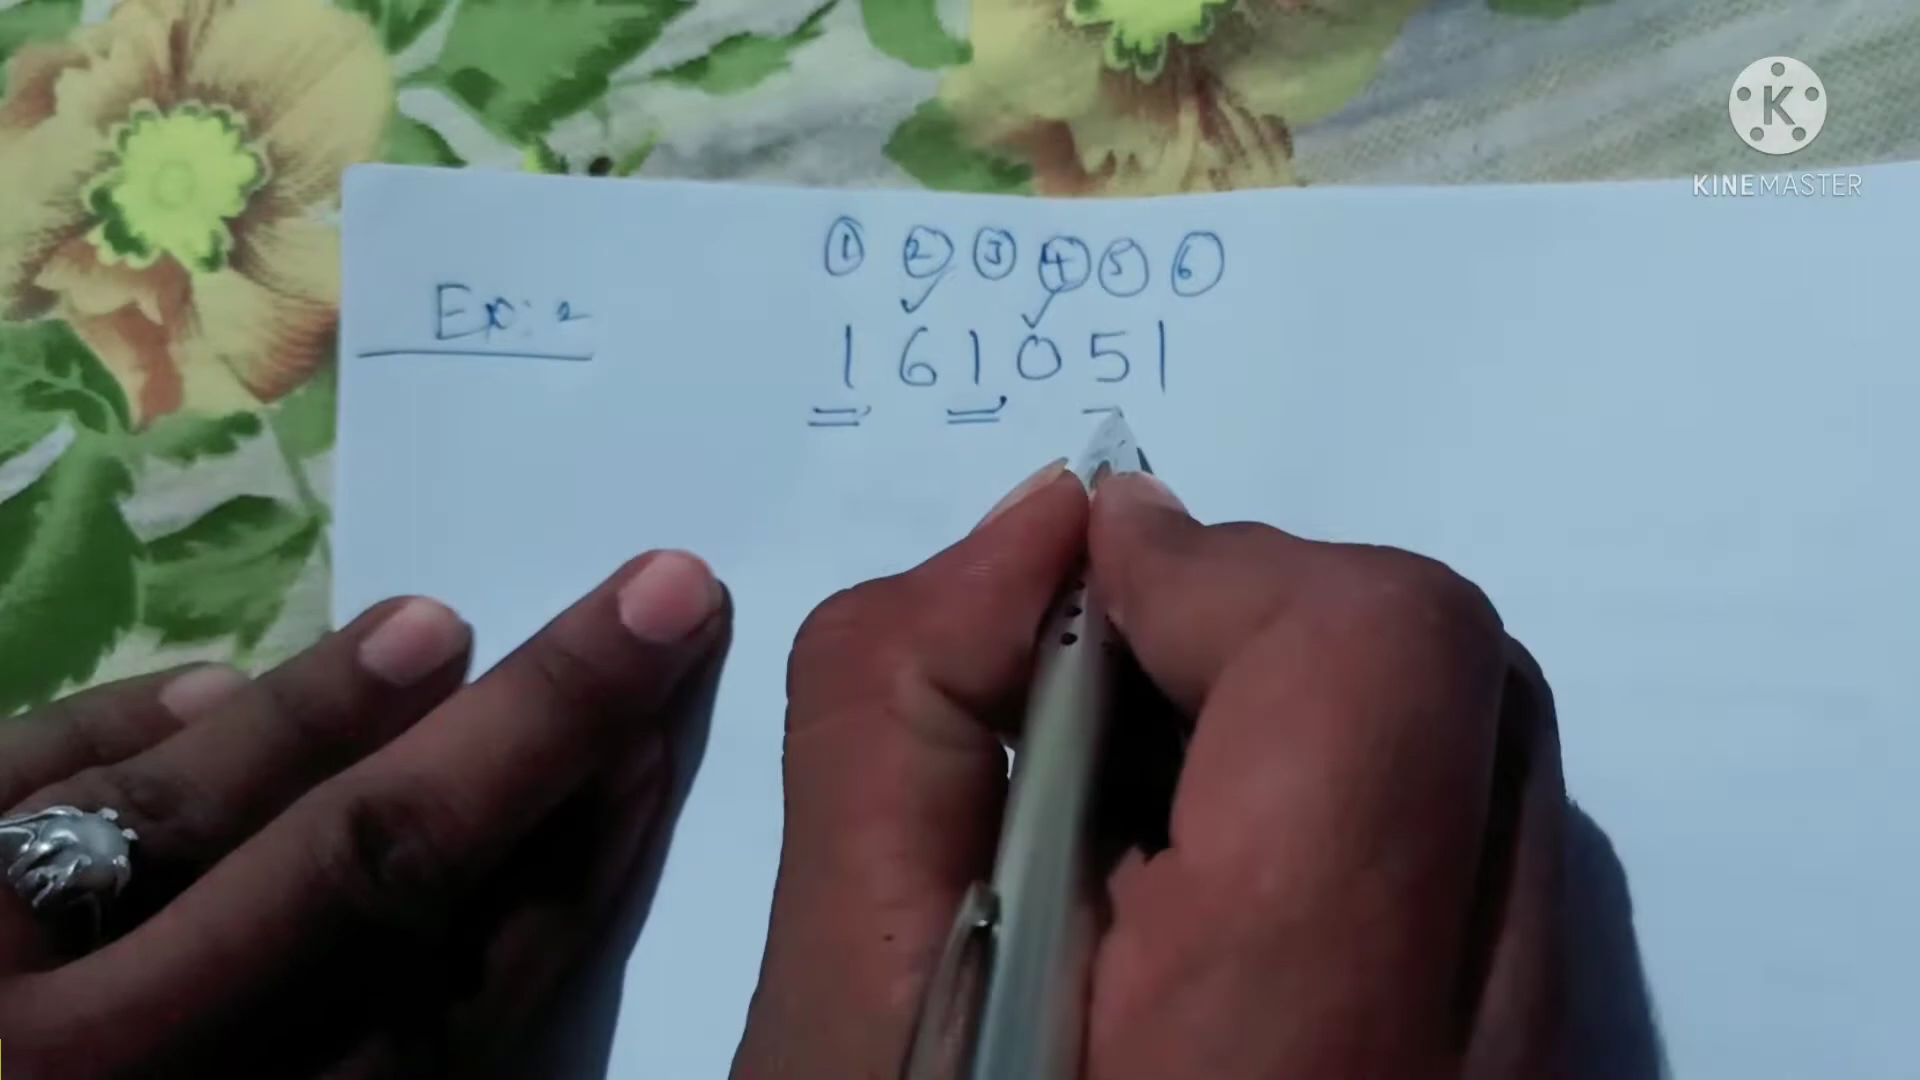 K
KINEMASTER
① ② ③ ④ ⑤ ⑥
Ex: 2
161051